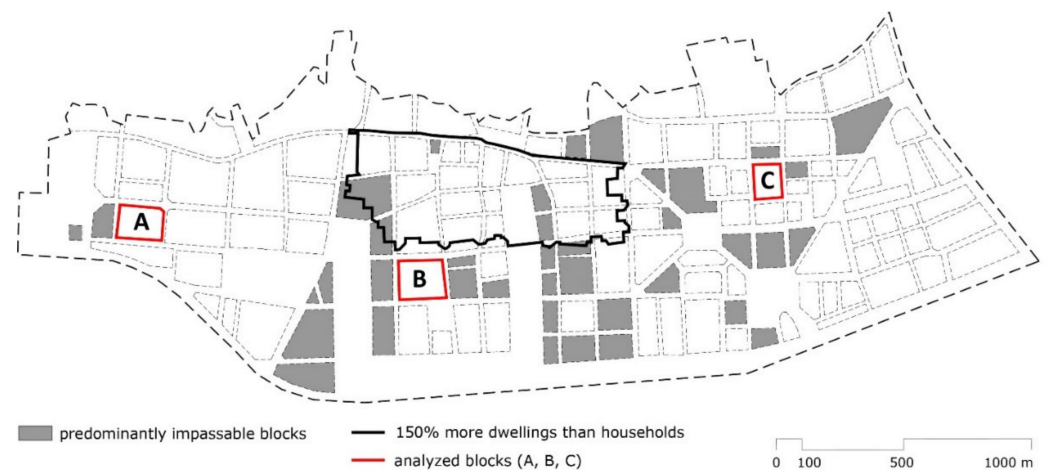 A
B
C
predominantly impassable blocks
150% more dwellings than households
analyzed blocks (A, B, C)
0 100 500 1000 m